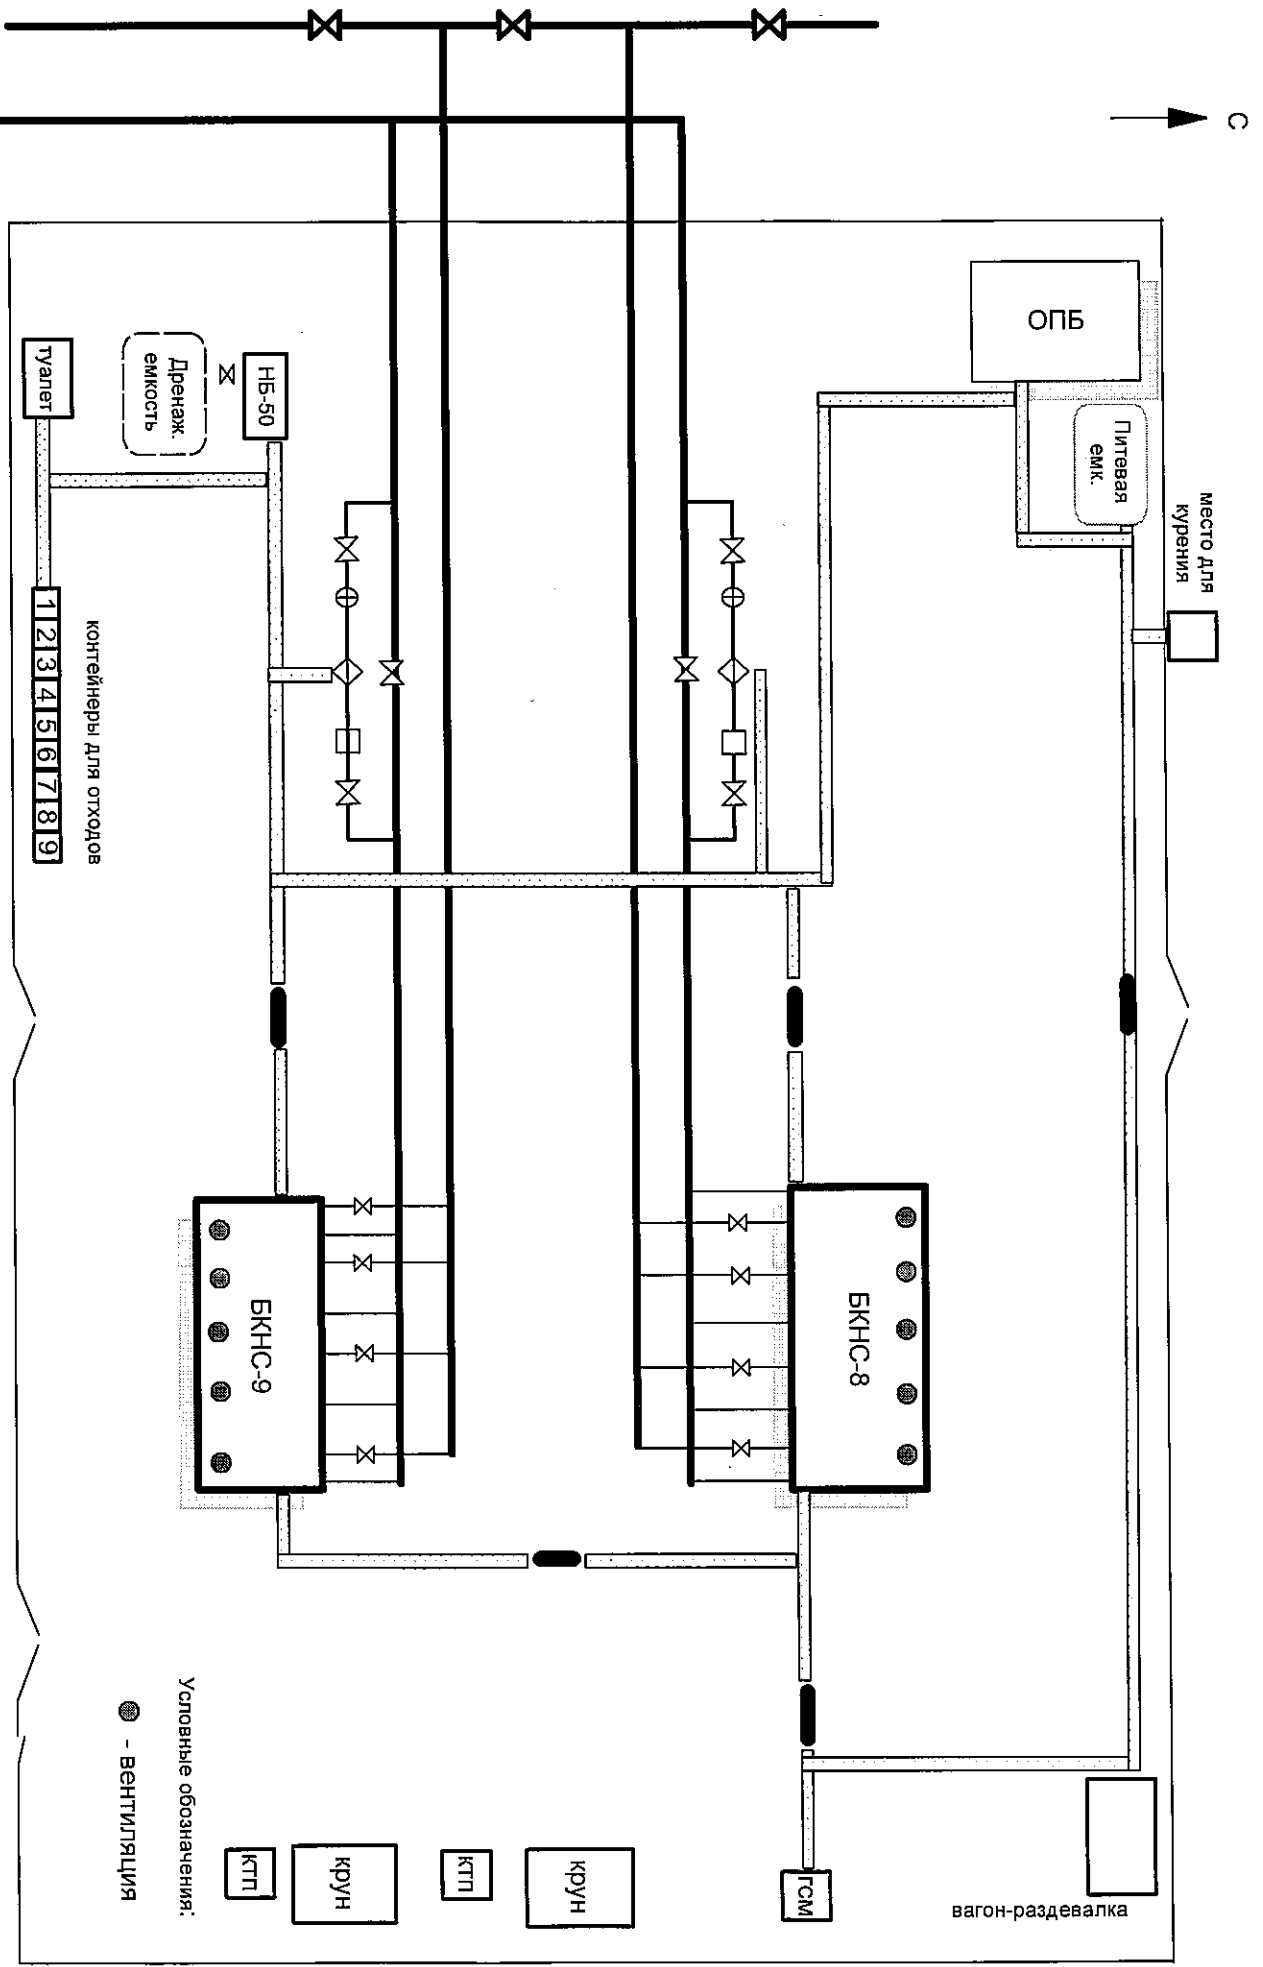 С
ОПБ
Питевая
емк.
место для
курения
НБ-50
Дренаж.
емкость
туалет
контейнеры для отходов
1 2 3 4 5 6 7 8 9
БКНС-8
БКНС-9
Условные обозначения:
- вентиляция
ктп
крун
ктп
крун
гсм
вагон-раздевалка